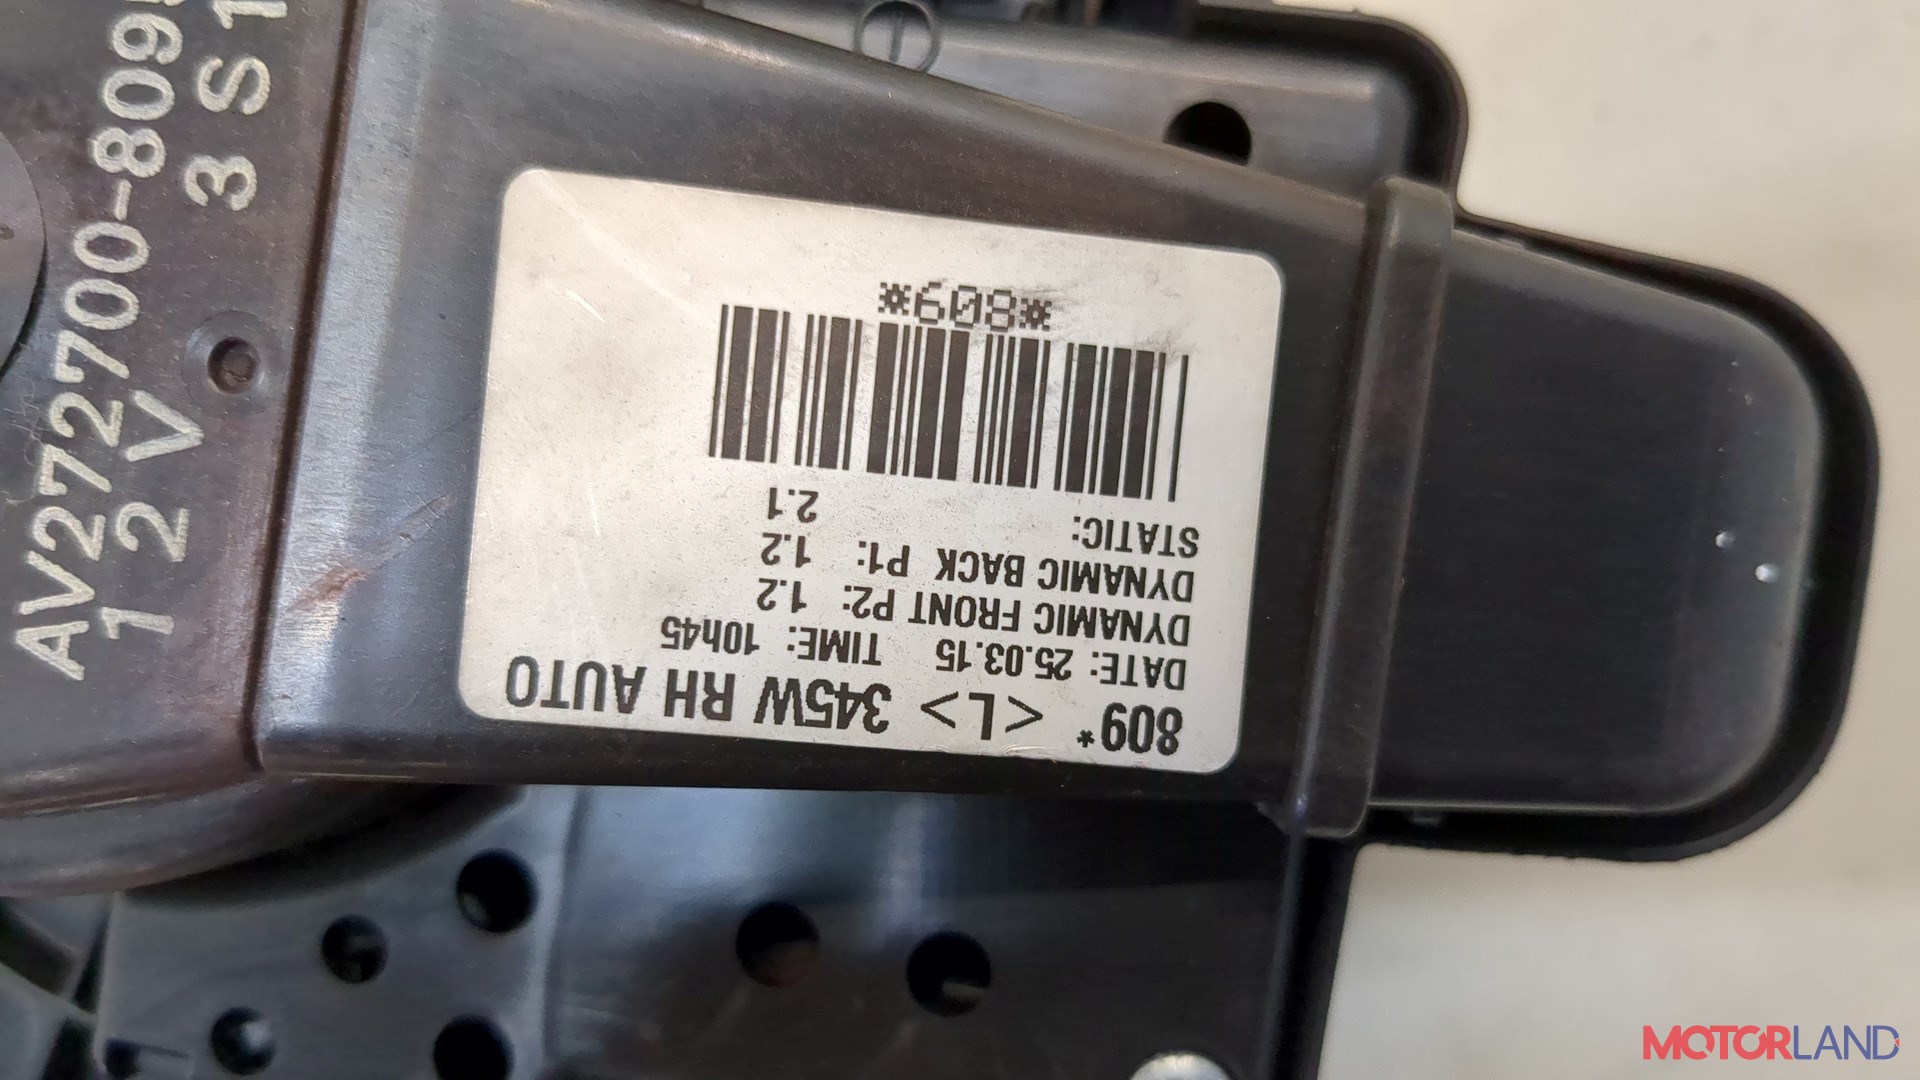 AV272700-809
12V 3S1
809* <L> 345W RH AUTO
DATE: 25.03.15 TIME: 10h45
DYNAMIC FRONT P2: 1.2
DYNAMIC BACK P1: 1.2
STATIC: 2.1
*809*
MOTORLAND